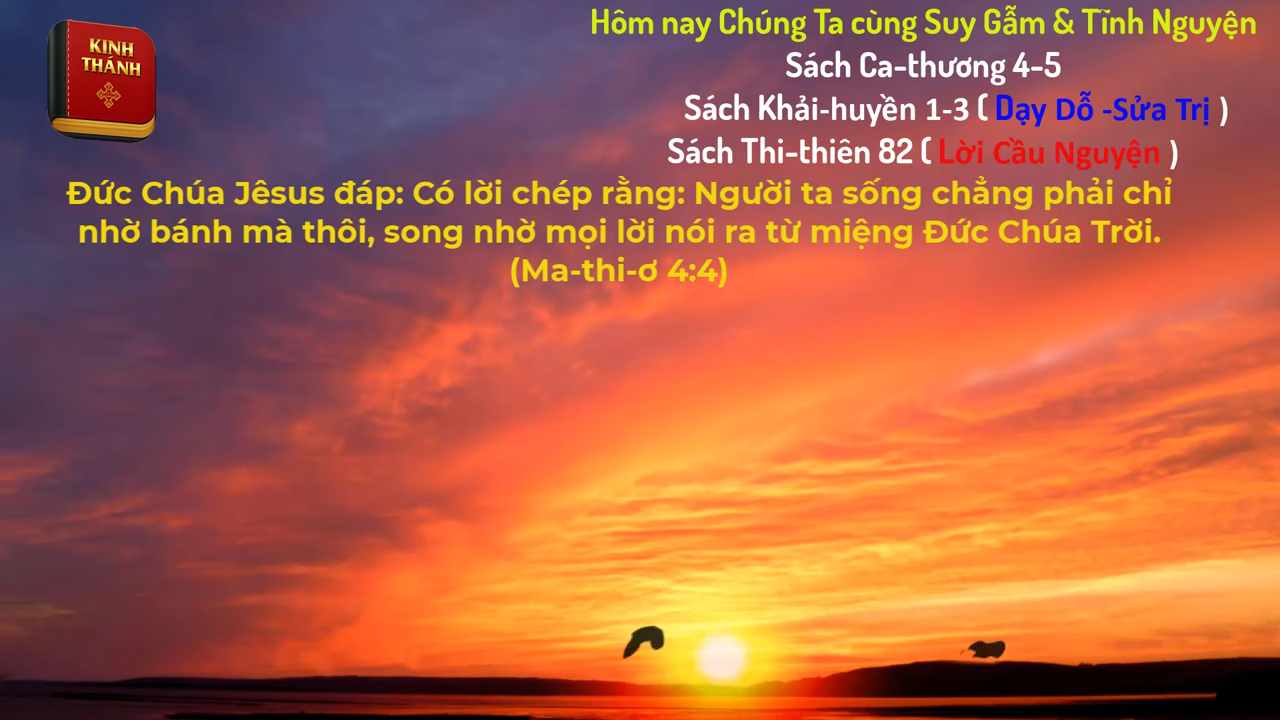 KINH
THÁNH
Hôm nay Chúng Ta cùng Suy Gẫm & Tĩnh Nguyện
Sách Ca-thương 4-5
Sách Khải-huyền 1-3 ( Dạy Dỗ -Sửa Trị )
Sách Thi-thiên 82 ( Lời Cầu Nguyện )
Đức Chúa Jêsus đáp: Có lời chép rằng: Người ta sống chẳng phải chỉ
nhờ bánh mà thôi, song nhờ mọi lời nói ra từ miệng Đức Chúa Trời.
(Ma-thi-ơ 4:4)